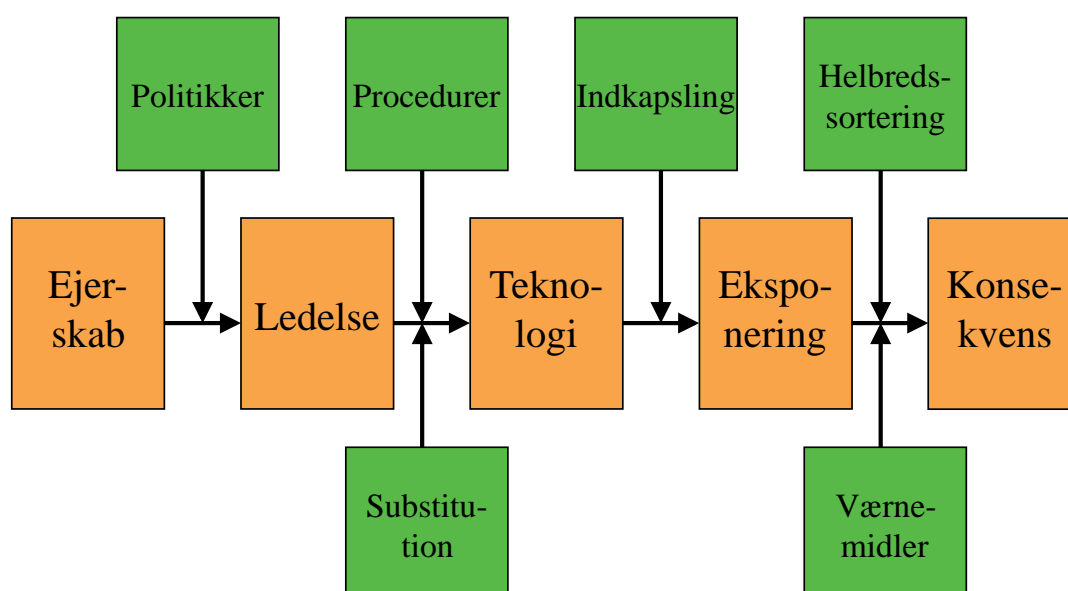 Politikker
Procedurer
Indkapsling
Helbreds-
sortering
Ejer-
skab
Ledelse
Tekno-
logi
Ekspo-
nering
Konse-
kvens
Substitu-
tion
Værne-
midler